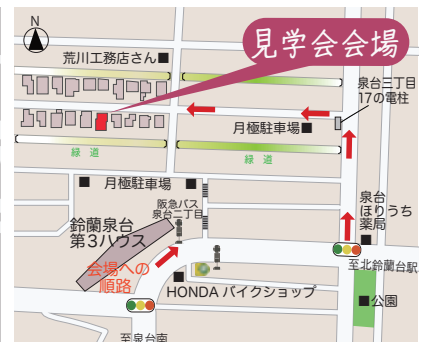 N
見学会会場
荒川工務店さん
泉台三丁目
17の電柱
月極駐車場
緑 道
緑 道
月極駐車場
阪急バス
泉台二丁目
泉台
ほりうち
薬局
鈴蘭泉台
第3ハウス
会場への
順路
至北鈴蘭台駅
HONDA バイクショップ
公園
至泉台南